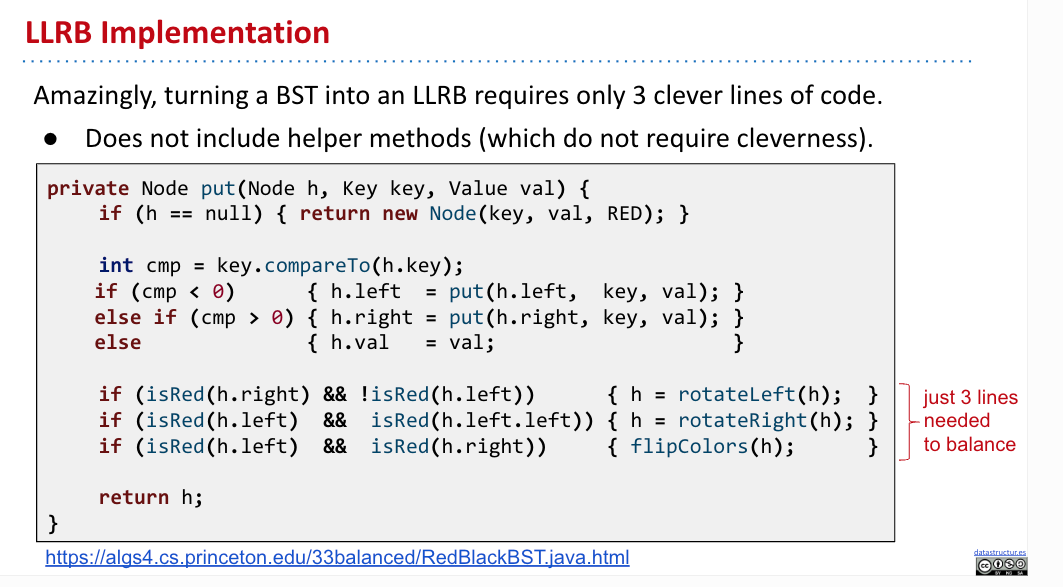 LLRB Implementation
Amazingly, turning a BST into an LLRB requires only 3 clever lines of code.
● Does not include helper methods (which do not require cleverness).
private Node put(Node h, Key key, Value val) {
if (h == null) { return new Node(key, val, RED); }
int cmp = key.compareTo(h.key);
if (cmp < 0) { h.left = put(h.left, key, val); }
else if (cmp > 0) { h.right = put(h.right, key, val); }
else { h.val = val; }
if (isRed(h.right) && !isRed(h.left)) { h = rotateLeft(h); }
if (isRed(h.left) && isRed(h.left.left)) { h = rotateRight(h); }
if (isRed(h.left) && isRed(h.right)) { flipColors(h); }
just 3 lines
needed
to balance
return h;
}
https://algs4.cs.princeton.edu/33balanced/RedBlackBST.java.html
datastructur.es
cc
BY NC SA